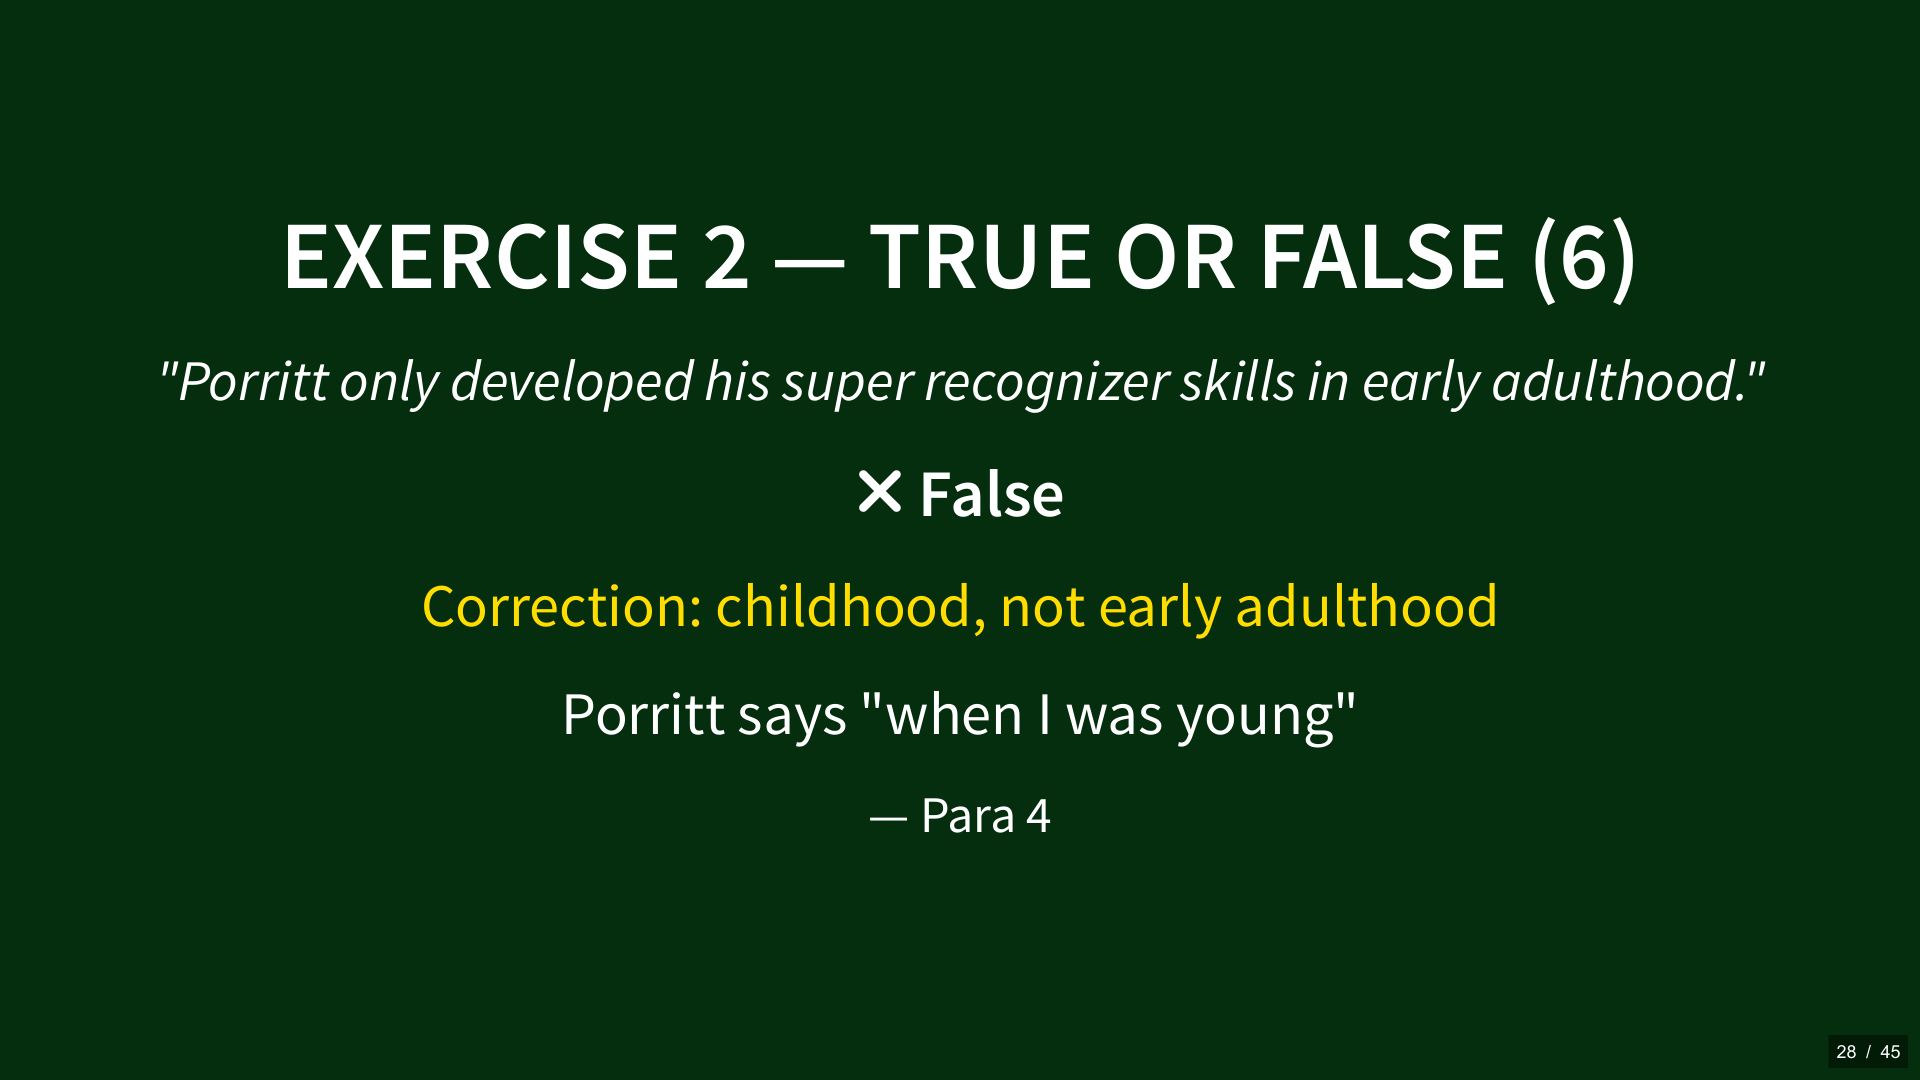 EXERCISE 2 — TRUE OR FALSE (6)
"Porritt only developed his super recognizer skills in early adulthood."
❌ False
Correction: childhood, not early adulthood
Porritt says "when I was young"
— Para 4
28 / 45